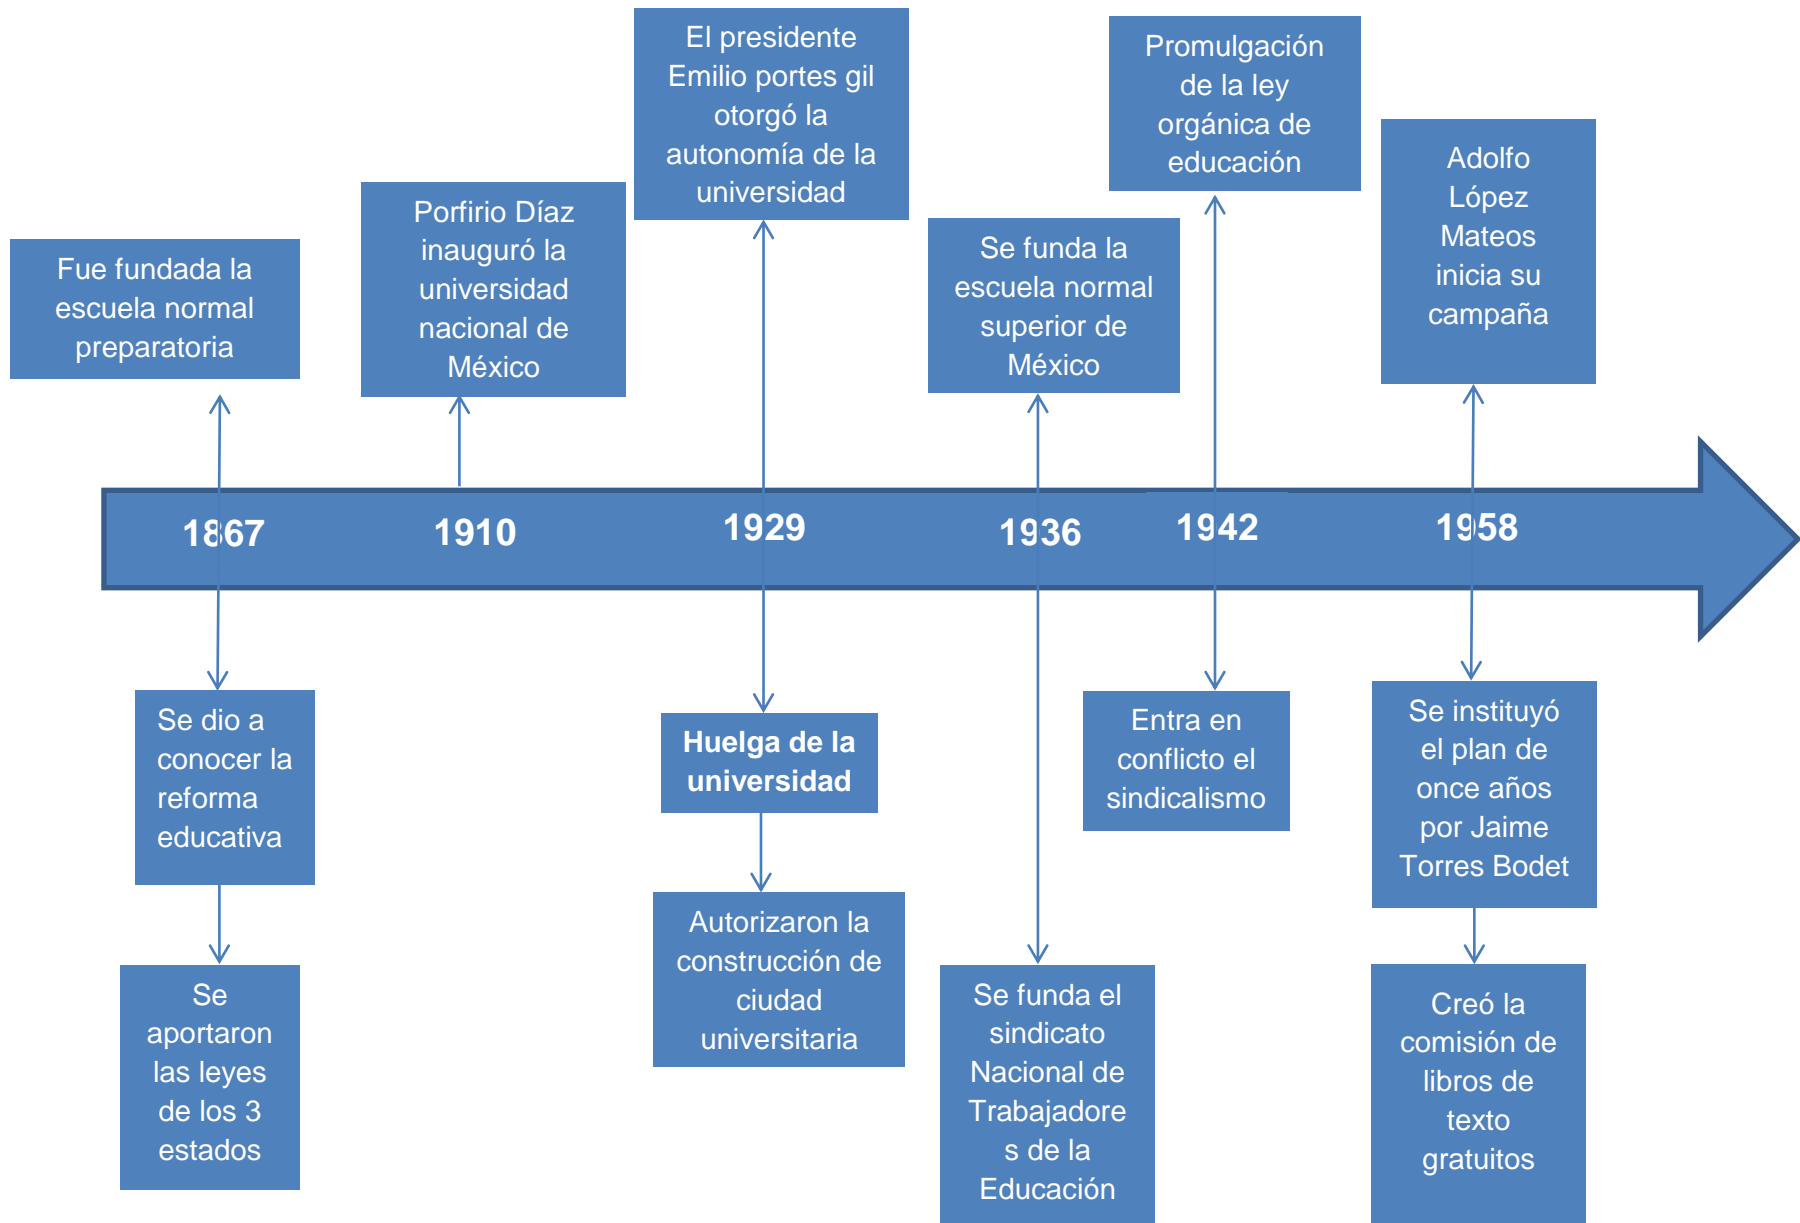 El presidente
Emilio portes gil
otorgó la
autonomía de la
universidad
Promulgación
de la ley
orgánica de
educación
Adolfo
López
Mateos
inicia su
campaña
Porfirio Díaz
inauguró la
universidad
nacional de
México
Se funda la
escuela normal
superior de
México
Fue fundada la
escuela normal
preparatoria
1867
1910
1929
1936
1942
1958
Se dio a
conocer la
reforma
educativa
Huelga de la
universidad
Entra en
conflicto el
sindicalismo
Se instituyó
el plan de
once años
por Jaime
Torres Bodet
Autorizaron la
construcción de
ciudad
universitaria
Se
aportaron
las leyes
de los 3
estados
Se funda el
sindicato
Nacional de
Trabajadore
s de la
Educación
Creó la
comisión de
libros de
texto
gratuitos